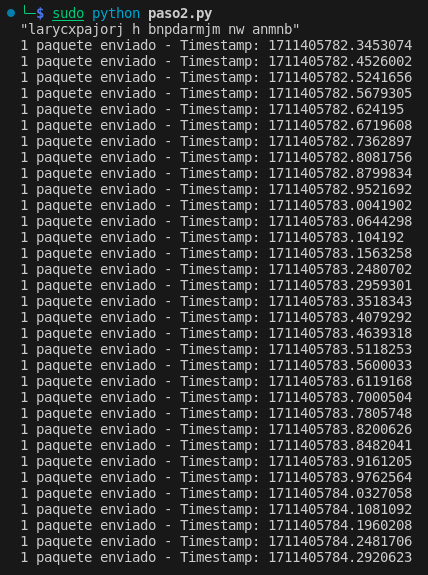 └─$ sudo python paso2.py
"larycxpajorj h bnpdarmjm nw anmnb"
1 paquete enviado - Timestamp: 1711405782.3453074
1 paquete enviado - Timestamp: 1711405782.4526002
1 paquete enviado - Timestamp: 1711405782.5241656
1 paquete enviado - Timestamp: 1711405782.5679305
1 paquete enviado - Timestamp: 1711405782.624195
1 paquete enviado - Timestamp: 1711405782.6719608
1 paquete enviado - Timestamp: 1711405782.7362897
1 paquete enviado - Timestamp: 1711405782.8081756
1 paquete enviado - Timestamp: 1711405782.8799834
1 paquete enviado - Timestamp: 1711405782.9521692
1 paquete enviado - Timestamp: 1711405783.0041902
1 paquete enviado - Timestamp: 1711405783.0644298
1 paquete enviado - Timestamp: 1711405783.104192
1 paquete enviado - Timestamp: 1711405783.1563258
1 paquete enviado - Timestamp: 1711405783.2480702
1 paquete enviado - Timestamp: 1711405783.2959301
1 paquete enviado - Timestamp: 1711405783.3518343
1 paquete enviado - Timestamp: 1711405783.4079292
1 paquete enviado - Timestamp: 1711405783.4639318
1 paquete enviado - Timestamp: 1711405783.5118253
1 paquete enviado - Timestamp: 1711405783.5600033
1 paquete enviado - Timestamp: 1711405783.6119168
1 paquete enviado - Timestamp: 1711405783.7000504
1 paquete enviado - Timestamp: 1711405783.7805748
1 paquete enviado - Timestamp: 1711405783.8200626
1 paquete enviado - Timestamp: 1711405783.8482041
1 paquete enviado - Timestamp: 1711405783.9161205
1 paquete enviado - Timestamp: 1711405783.9762564
1 paquete enviado - Timestamp: 1711405784.0327058
1 paquete enviado - Timestamp: 1711405784.1081092
1 paquete enviado - Timestamp: 1711405784.1960208
1 paquete enviado - Timestamp: 1711405784.2481706
1 paquete enviado - Timestamp: 1711405784.2920623